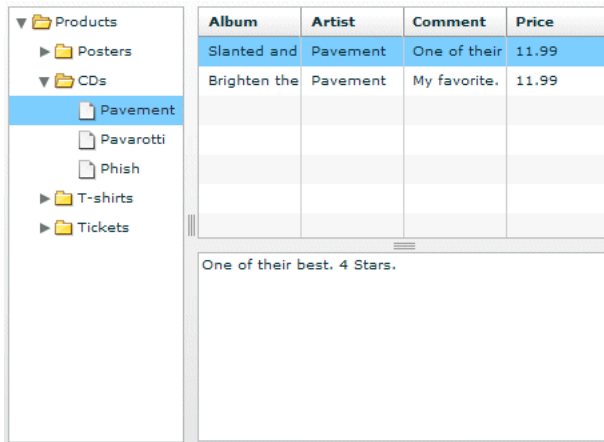 Products
Posters
CDs
Pavement
Pavarotti
Phish
T-shirts
Tickets
Album Artist Comment Price
Slanted and Pavement One of their 11.99
Brighten the Pavement My favorite. 11.99
One of their best. 4 Stars.